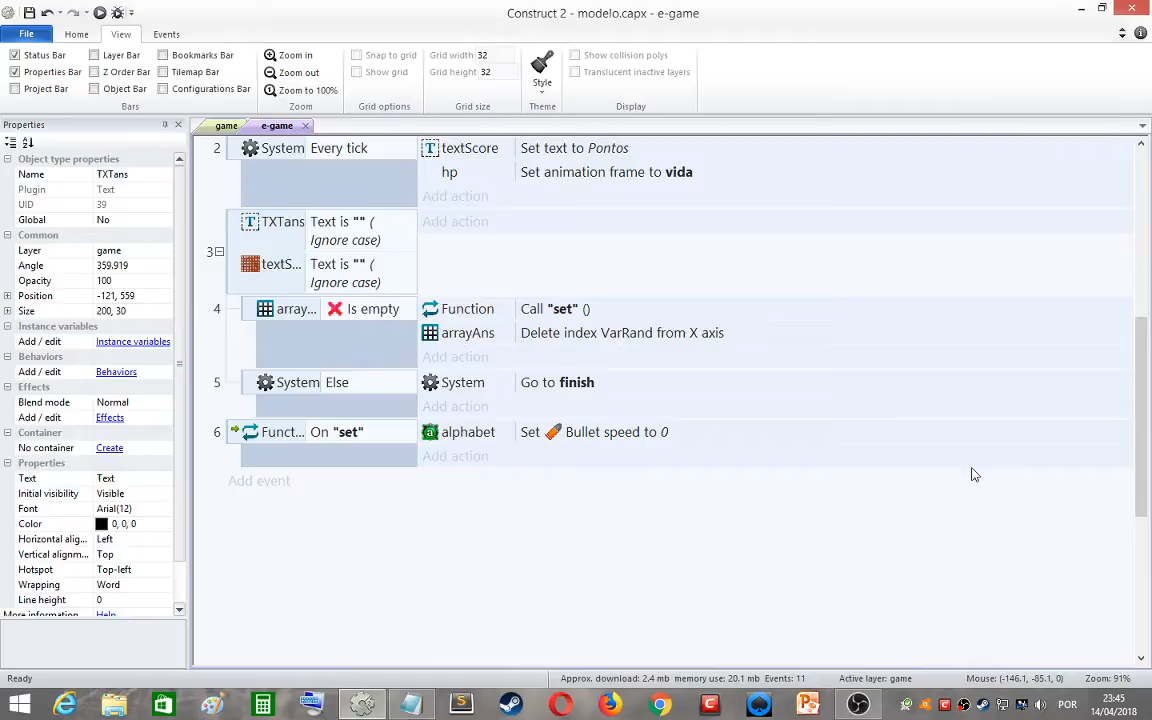 Construct 2 - modelo.capx - e-game
File Home View Events
Status Bar Layer Bar Bookmarks Bar Zoom in Snap to grid Grid width 32 Show collision polys
Properties Bar Z Order Bar Tilemap Bar Zoom out Show grid Grid height 32 Style Translucent inactive layers
Project Bar Object Bar Configurations Bar Zoom to 100%
Bars Zoom Grid options Grid size Theme Display
Properties game e-game
Object type properties
Name TXTans
Plugin Text
UID 39
Global No
Common
Layer game
Angle 359.919
Opacity 100
Position -121, 559
Size 200, 30
Instance variables
Add / edit Instance variables
Behaviors
Add / edit Behaviors
Effects
Blend mode Normal
Add / edit Effects
Container
No container Create
Properties
Text Text
Initial visibility Visible
Font Arial(12)
Color 0, 0, 0
Horizontal alig... Left
Vertical alignm... Top
Hotspot Top-left
Wrapping Word
Line height 0
More information Help
2 System Every tick textScore Set text to Pontos
hp Set animation frame to vida
Add action
3 TXTans Text is "" ( Add action
Ignore case)
textS... Text is "" (
Ignore case)
4 array... Is empty Function Call "set" ()
arrayAns Delete index VarRand from X axis
Add action
5 System Else System Go to finish
Add action
6 Funct... On "set" alphabet Set Bullet speed to 0
Add action
Add event
Ready Approx. download: 2.4 mb memory use: 20.1 mb Events: 11 Active layer: game Mouse: (-146.1, -85.1, 0) Zoom: 91%
POR 23:45
14/04/2018